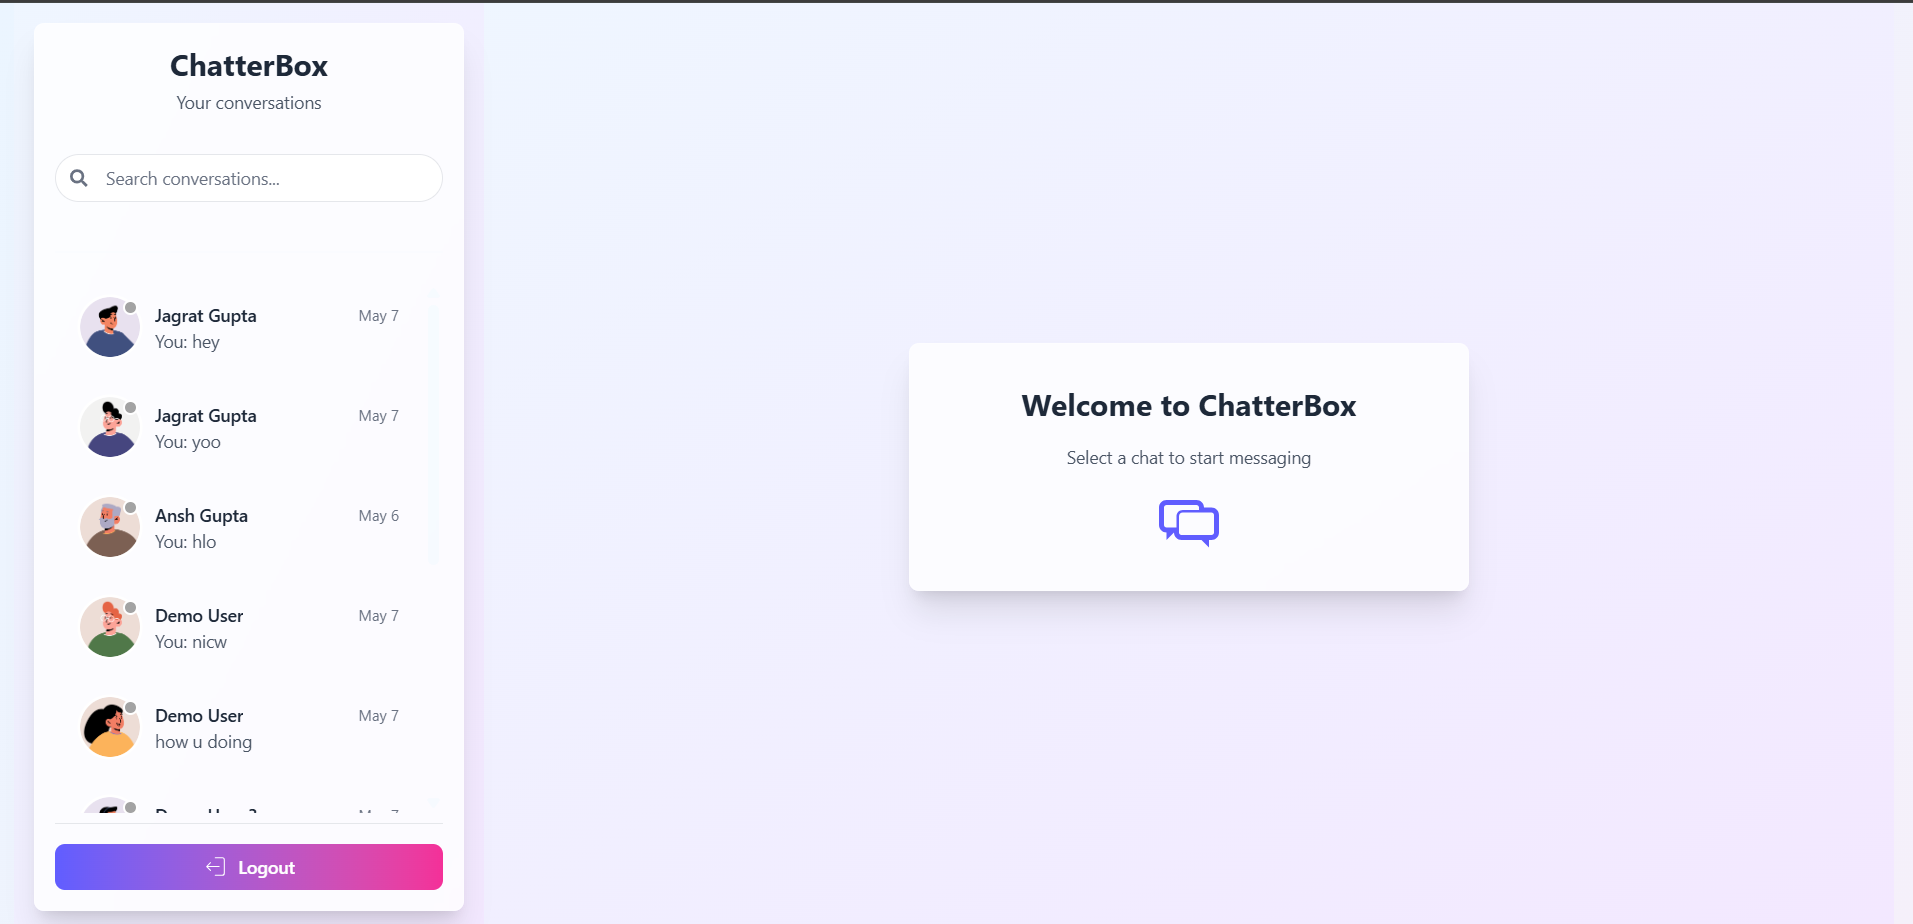 ChatterBox
Your conversations
Search conversations...
Jagrat Gupta
May 7
You: hey
Jagrat Gupta
May 7
You: yoo
Ansh Gupta
May 6
You: hlo
Demo User
May 7
You: nicw
Demo User
May 7
how u doing
Logout
Welcome to ChatterBox
Select a chat to start messaging